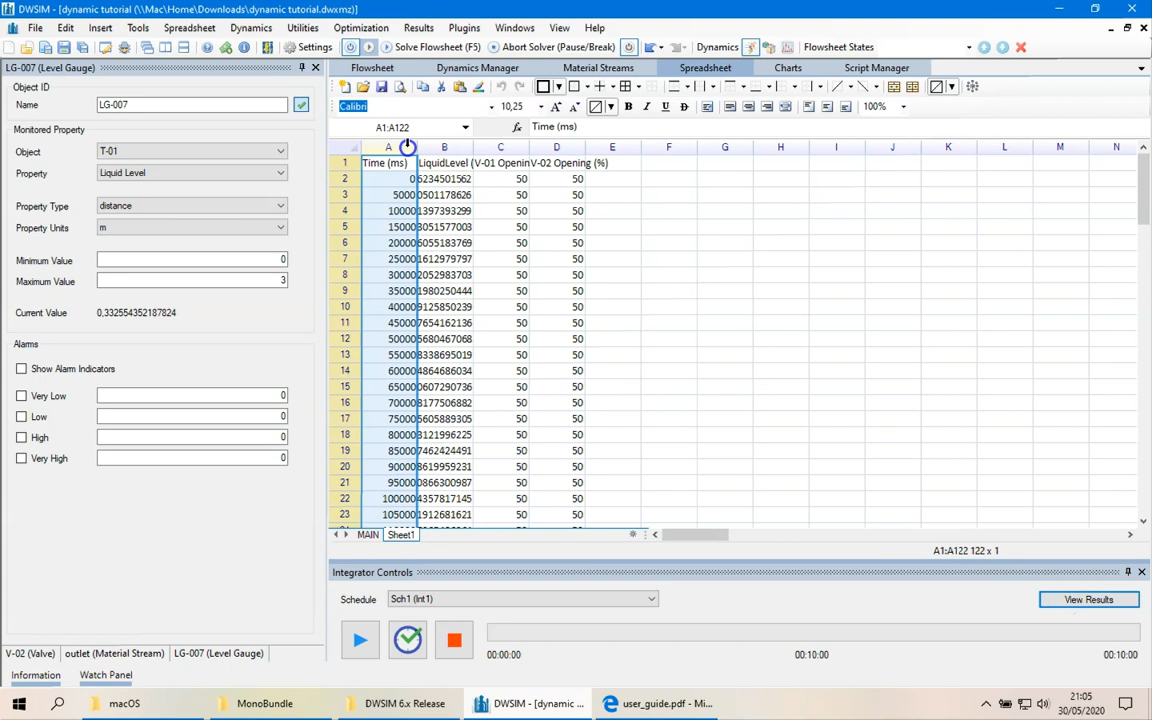 DWSIM - [dynamic tutorial (\\Mac\Home\Downloads\dynamic tutorial.dwxmz)]
File Edit Insert Tools Spreadsheet Dynamics Utilities Optimization Results Plugins Windows View Help
Settings Solve Flowsheet (F5) Abort Solver (Pause/Break) Dynamics Flowsheet States
LG-007 (Level Gauge)
Object ID
Name LG-007
Monitored Property
Object T-01
Property Liquid Level
Property Type distance
Property Units m
Minimum Value 0
Maximum Value 3
Current Value 0,332554352187824
Alarms
Show Alarm Indicators
Very Low 0
Low 0
High 0
Very High 0
V-02 (Valve) outlet (Material Stream) LG-007 (Level Gauge)
Information Watch Panel
Flowsheet Dynamics Manager Material Streams Spreadsheet Charts Script Manager
Calibri 10,25 B I U 100%
A1:A122 fx Time (ms)
A B C D E F G H I J K L M N
1 Time (ms) LiquidLevel (V-01 OpeninV-02 Opening (%)
2 0 6234501562 50 50
3 5000 0501178626 50 50
4 10000 1397393299 50 50
5 15000 3051577003 50 50
6 20000 6055183769 50 50
7 25000 1612979797 50 50
8 30000 2052983703 50 50
9 35000 1980250444 50 50
10 40000 9125850239 50 50
11 45000 7654162136 50 50
12 50000 5680467068 50 50
13 55000 8338695019 50 50
14 60000 4864686034 50 50
15 65000 0607290736 50 50
16 70000 8177506882 50 50
17 75000 5605889305 50 50
18 80000 3121996225 50 50
19 85000 7462424491 50 50
20 90000 8619959231 50 50
21 95000 0866300987 50 50
22 100000 4357817145 50 50
23 105000 1912681621 50 50
MAIN Sheet1
A1:A122 122 x 1
Integrator Controls
Schedule Sch1 (Int1) View Results
00:00:00 00:10:00 00:10:00
macOS MonoBundle DWSIM 6.x Release DWSIM - [dynamic ... user_guide.pdf - Mi...
21:05
30/05/2020